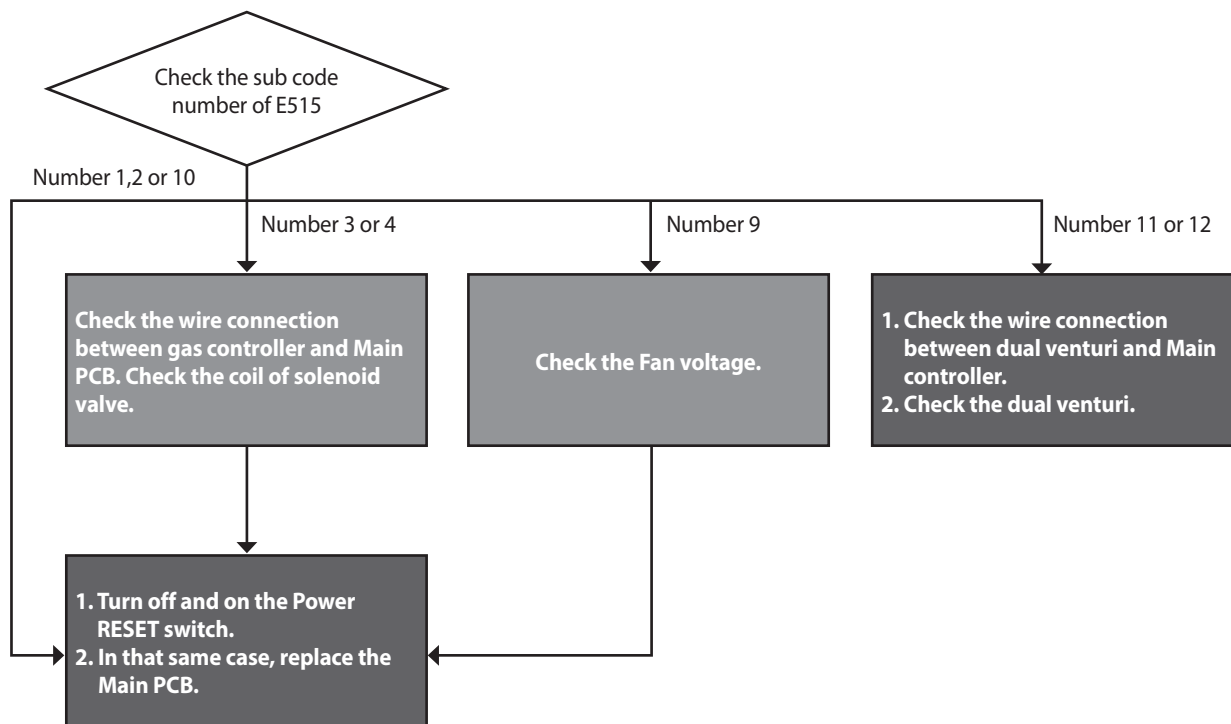 Check the sub code
number of E515
Number 1,2 or 10
Number 3 or 4
Number 9
Number 11 or 12
Check the wire connection
between gas controller and Main
PCB. Check the coil of solenoid
valve.
Check the Fan voltage.
1. Check the wire connection
between dual venturi and Main
controller.
2. Check the dual venturi.
1. Turn off and on the Power
RESET switch.
2. In that same case, replace the
Main PCB.